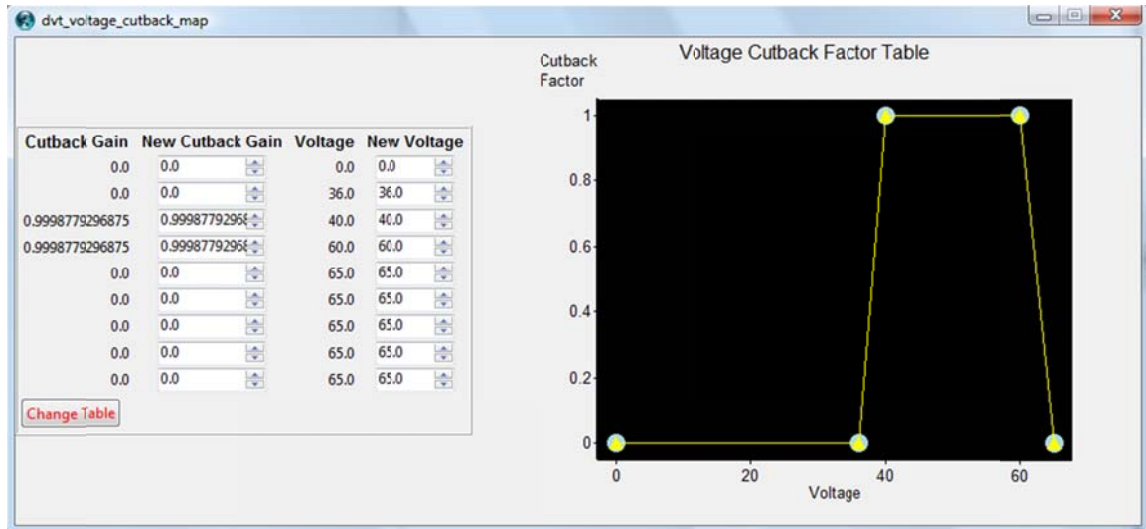 dvt_voltage_cutback_map
Cutback Gain New Cutback Gain Voltage New Voltage
0.0 0.0 0.0 0.0
0.0 0.0 36.0 36.0
0.9998779296875 0.9998779296 40.0 40.0
0.9998779296875 0.9998779296 60.0 60.0
0.0 0.0 65.0 65.0
0.0 0.0 65.0 65.0
0.0 0.0 65.0 65.0
0.0 0.0 65.0 65.0
0.0 0.0 65.0 65.0
Change Table
Voltage Cutback Factor Table
Cutback
Factor
1
0.8
0.6
0.4
0.2
0
0 20 40 60
Voltage